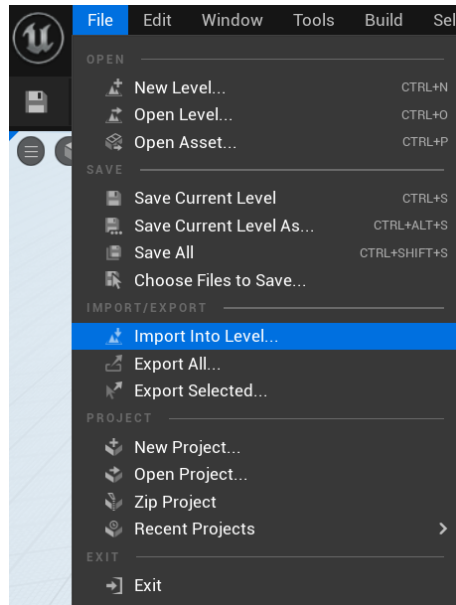 File Edit Window Tools Build Sel
OPEN
New Level... CTRL+N
Open Level... CTRL+O
Open Asset... CTRL+P
SAVE
Save Current Level CTRL+S
Save Current Level As... CTRL+ALT+S
Save All CTRL+SHIFT+S
Choose Files to Save...
IMPORT/EXPORT
Import Into Level...
Export All...
Export Selected...
PROJECT
New Project...
Open Project...
Zip Project
Recent Projects
EXIT
Exit